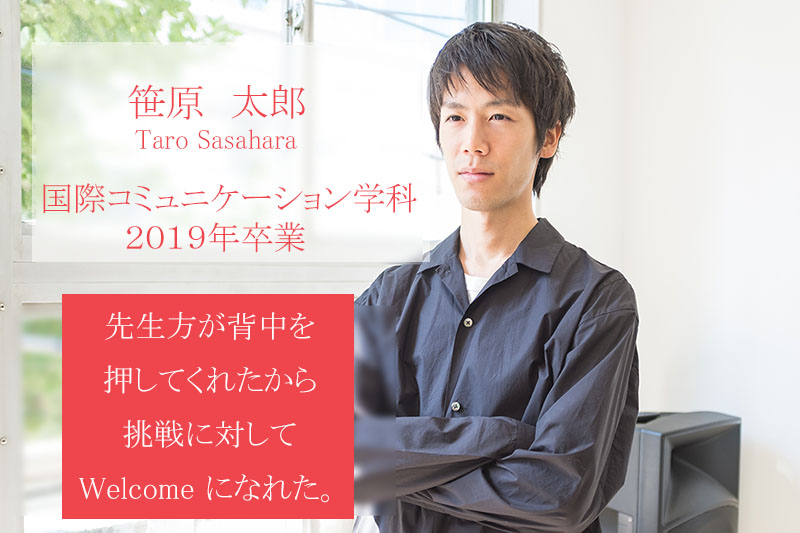 笹原 太郎
Taro Sasahara
国際コミュニケーション学科
2019年卒業
先生方が背中を
押してくれたから
挑戦に対して
Welcome になれた。